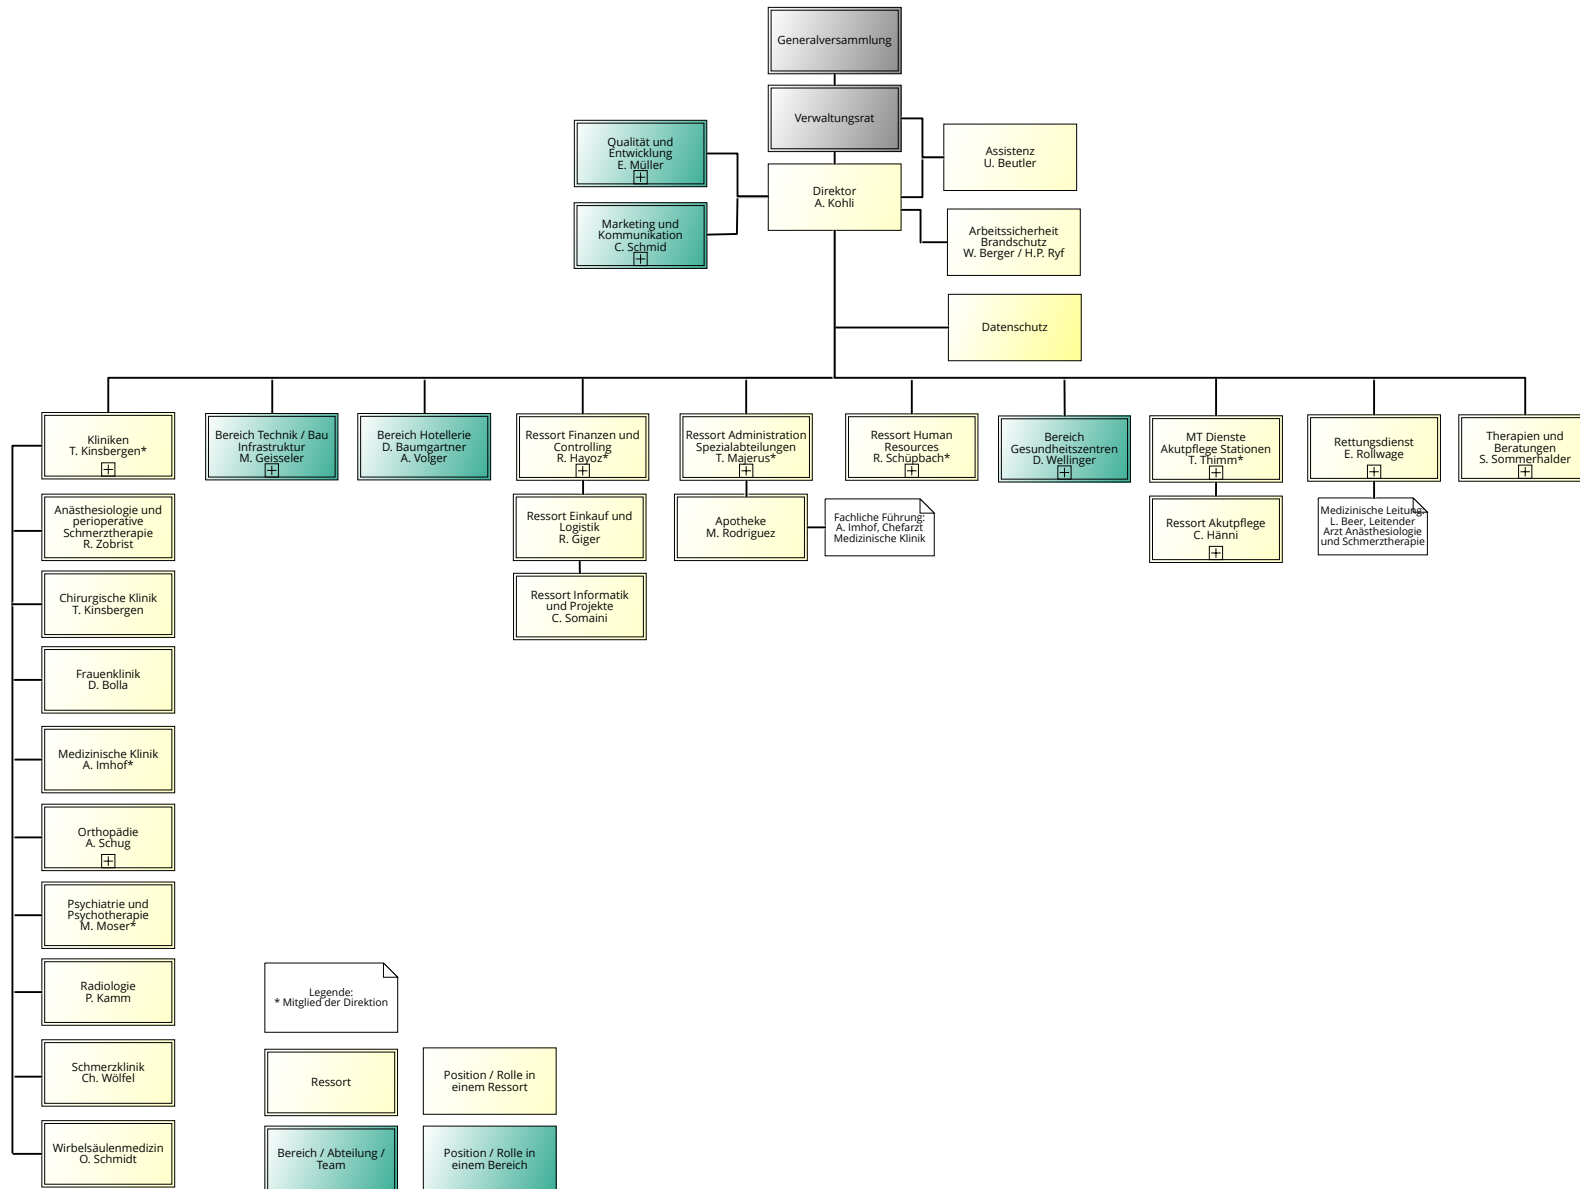 Generalversammlung
Verwaltungsrat
Qualität und
Entwicklung
E. Müller
Assistenz
U. Beutler
Direktor
A. Kohli
Marketing und
Kommunikation
C. Schmid
Arbeitssicherheit
Brandschutz
W. Berger / H.P. Ryf
Datenschutz
Kliniken
T. Kinsbergen*
Bereich Technik / Bau
Infrastruktur
M. Geisseler
Bereich Hotellerie
D. Baumgartner
A. Volger
Ressort Finanzen und
Controlling
R. Hayoz*
Ressort Administration
Spezialabteilungen
T. Majerus*
Ressort Human
Resources
R. Schüpbach*
Bereich
Gesundheitszentren
D. Wellinger
MT Dienste
Akutpflege Stationen
T. Thimm*
Rettungsdienst
E. Rollwage
Therapien und
Beratungen
S. Sommerhalder
Anästhesiologie und
perioperative
Schmerztherapie
R. Zobrist
Ressort Einkauf und
Logistik
R. Giger
Apotheke
M. Rodriguez
Fachliche Führung:
A. Imhof, Chefarzt
Medizinische Klinik
Ressort Akutpflege
C. Hänni
Medizinische Leitung:
L. Beer, Leitender
Arzt Anästhesiologie
und Schmerztherapie
Chirurgische Klinik
T. Kinsbergen
Ressort Informatik
und Projekte
C. Somaini
Frauenklinik
D. Bolla
Medizinische Klinik
A. Imhof*
Orthopädie
A. Schug
Psychiatrie und
Psychotherapie
M. Moser*
Radiologie
P. Kamm
Legende:
* Mitglied der Direktion
Schmerzklinik
Ch. Wölfel
Ressort
Position / Rolle in
einem Ressort
Wirbelsäulenmedizin
O. Schmidt
Bereich / Abteilung /
Team
Position / Rolle in
einem Bereich